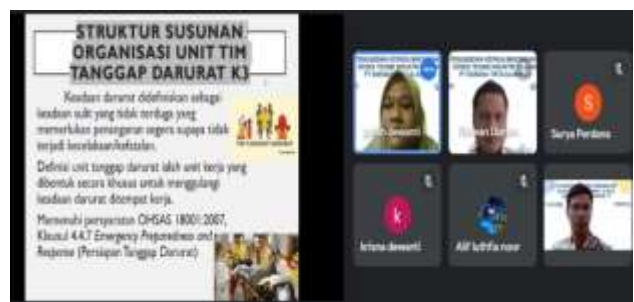 STRUKTUR SUSUNAN
ORGANISASI UNIT TIM
TANGGAP DARURAT K3
Keadaan darurat didefinisikan sebagai
keadaan sulit yang tidak terduga yang
memerlukan penanganan segera supaya tidak
terjadi kecelakaan/kefatalan.
Definisi unit tanggap darurat ialah unit kerja yang
dibentuk secara khusus untuk menggulangi
keadaan darurat ditempat kerja.
Memenuhi persyaratan OHSAS 18001:2007,
Klausul 4.4.7 Emergency Preparedness and
Response (Persiapan Tanggap Darurat)
dewanti
S
Surya Perdana
k
krisna dewanti
Alif luthfia noor